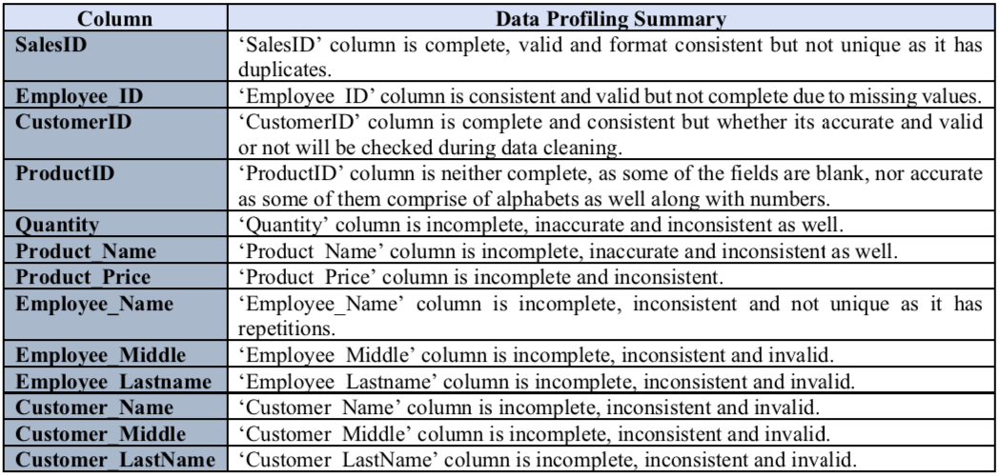 Column Data Profiling Summary
SalesID ‘SalesID’ column is complete, valid and format consistent but not unique as it has
duplicates.
Employee_ID ‘Employee_ID’ column is consistent and valid but not complete due to missing values.
CustomerID ‘CustomerID’ column is complete and consistent but whether its accurate and valid
or not will be checked during data cleaning.
ProductID ‘ProductID’ column is neither complete, as some of the fields are blank, nor accurate
as some of them comprise of alphabets as well along with numbers.
Quantity ‘Quantity’ column is incomplete, inaccurate and inconsistent as well.
Product_Name ‘Product_Name’ column is incomplete, inaccurate and inconsistent as well.
Product_Price ‘Product_Price’ column is incomplete and inconsistent.
Employee_Name ‘Employee_Name’ column is incomplete, inconsistent and not unique as it has
repetitions.
Employee_Middle ‘Employee_Middle’ column is incomplete, inconsistent and invalid.
Employee_Lastname ‘Employee_Lastname’ column is incomplete, inconsistent and invalid.
Customer_Name ‘Customer_Name’ column is incomplete, inconsistent and invalid.
Customer_Middle ‘Customer_Middle’ column is incomplete, inconsistent and invalid.
Customer_LastName ‘Customer_LastName’ column is incomplete, inconsistent and invalid.